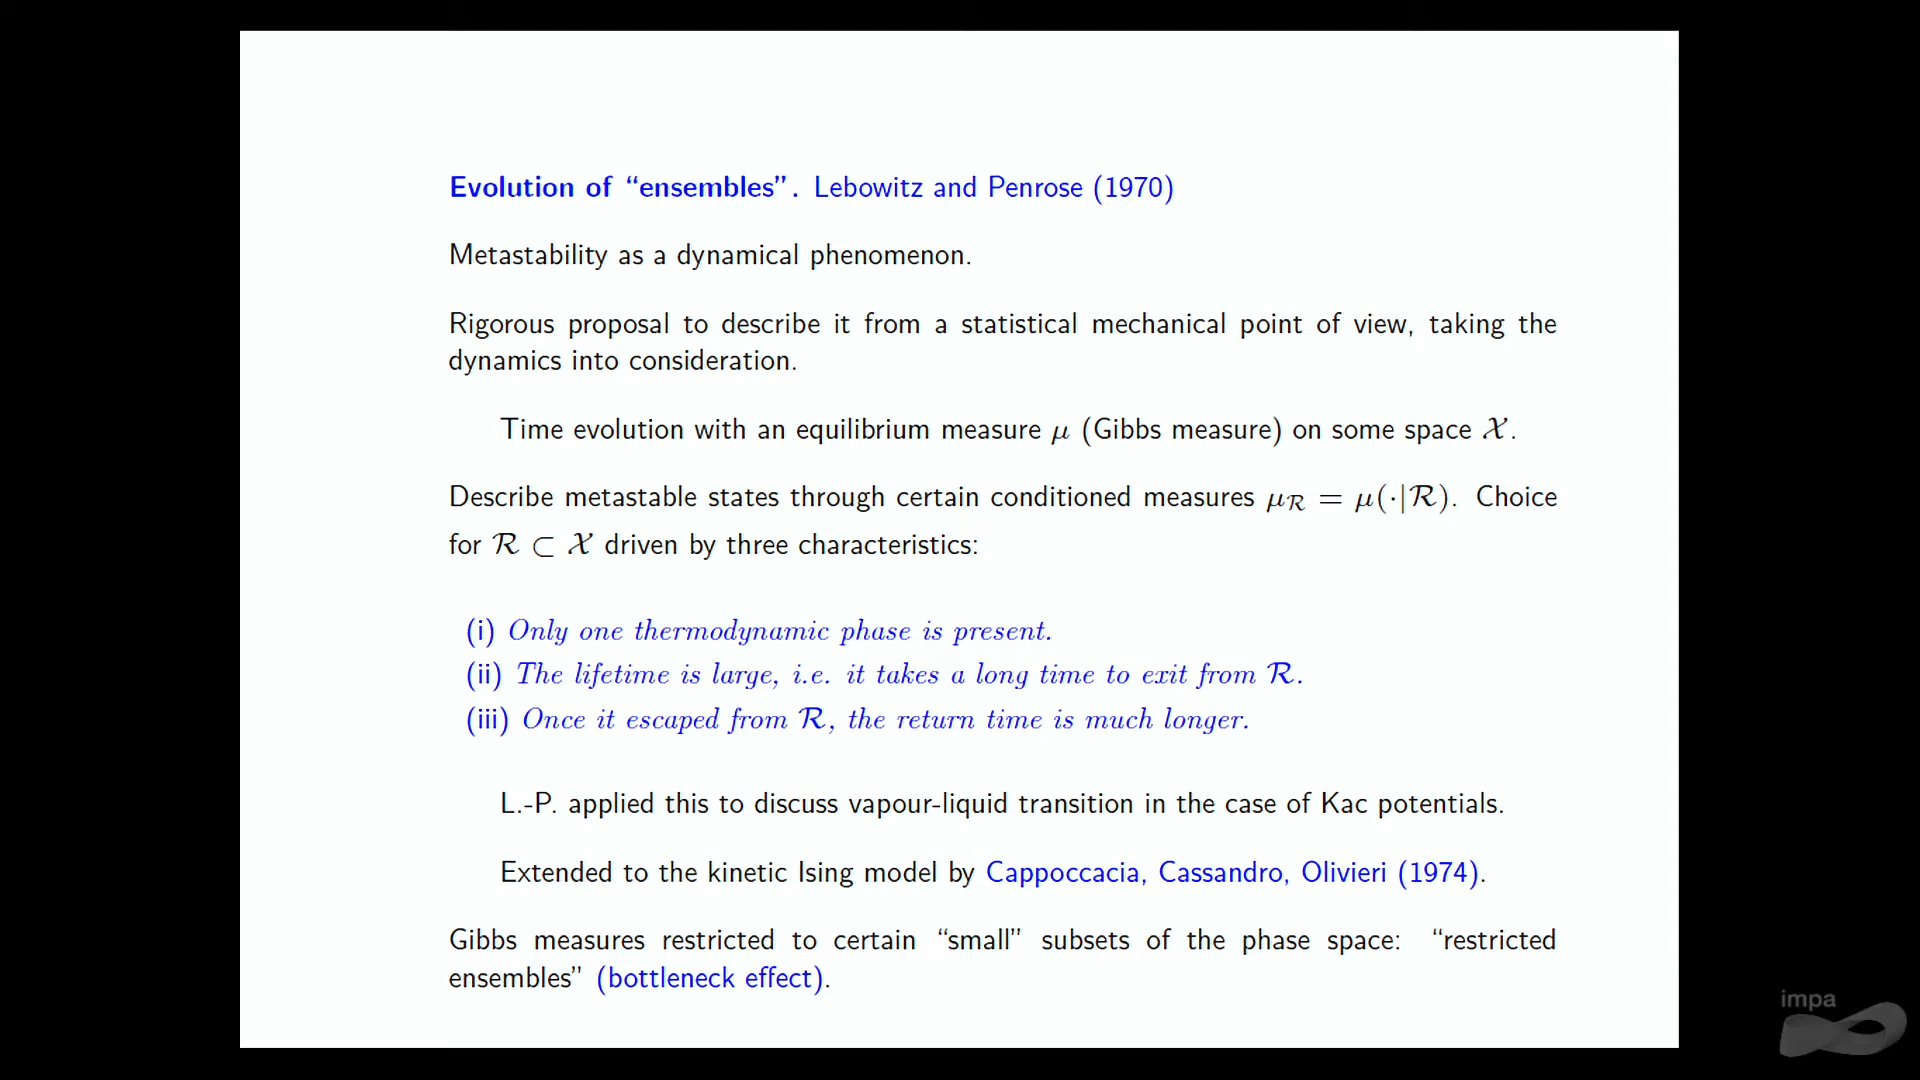 Evolution of “ensembles”. Lebowitz and Penrose (1970)
Metastability as a dynamical phenomenon.
Rigorous proposal to describe it from a statistical mechanical point of view, taking the
dynamics into consideration.
Time evolution with an equilibrium measure μ (Gibbs measure) on some space 𝒳.
Describe metastable states through certain conditioned measures μ_ℛ = μ(·|ℛ). Choice
for ℛ ⊂ 𝒳 driven by three characteristics:
(i) Only one thermodynamic phase is present.
(ii) The lifetime is large, i.e. it takes a long time to exit from ℛ.
(iii) Once it escaped from ℛ, the return time is much longer.
L.-P. applied this to discuss vapour-liquid transition in the case of Kac potentials.
Extended to the kinetic Ising model by Cappoccacia, Cassandro, Olivieri (1974).
Gibbs measures restricted to certain “small” subsets of the phase space: “restricted
ensembles” (bottleneck effect).
impa